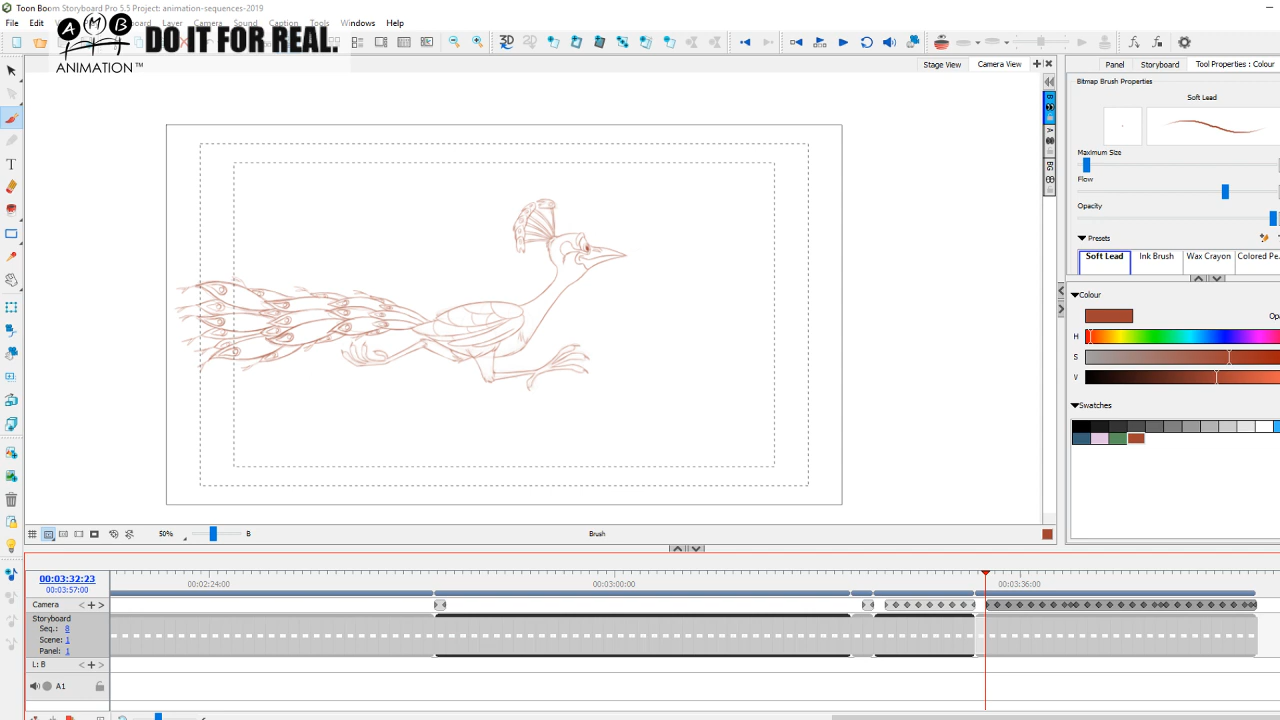 Toon Boom Storyboard Pro 5.5 Project: animation-sequences-2019
File Edit Layer Camera Sound Caption Tools Windows Help
AMB
ANIMATION™
DO IT FOR REAL.
3D
Stage View Camera View
Panel Storyboard Tool Properties : Colour
Bitmap Brush Properties
Soft Lead
Maximum Size
Flow
Opacity
Presets
Soft Lead Ink Brush Wax Crayon Colored Pe
Colour
Op
H
S
V
Swatches
B
A
BG
50% B Brush
00:03:32:23
00:03:57:00
00:02:24:00 00:03:00:00 00:03:36:00
Camera
Storyboard
Seq.: 8
Scene: 1
Panel: 1
L: B
A1